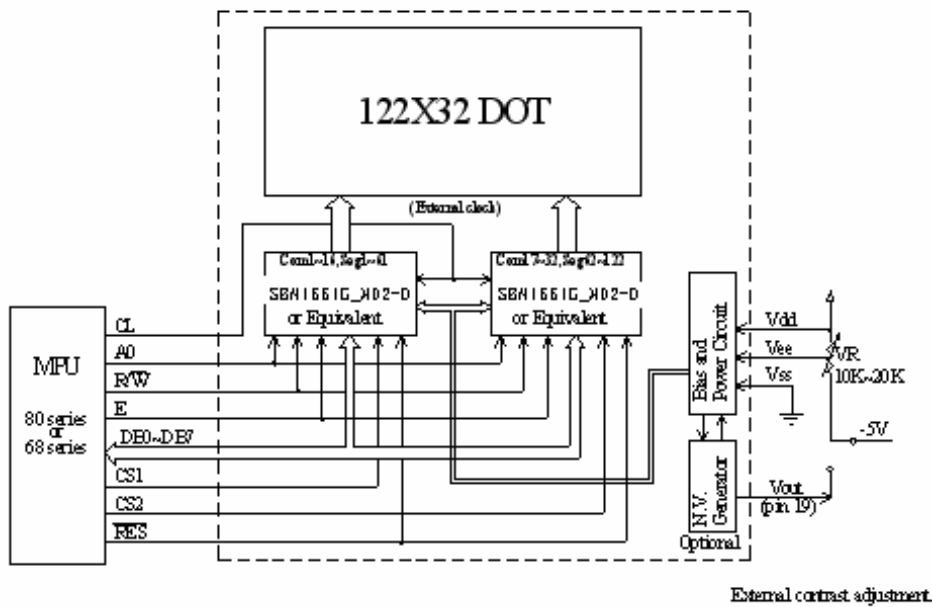 122X32 DOT
(External clock)
Com1~16,Seg1~61
SBN1661G_M02-D
or Equivalent
Com17~32,Seg62~122
SBN1661G_M02-D
or Equivalent
MPU
80 series
or
68 series
CL
A0
R/W
E
DB0~DB7
CS1
CS2
RES
Bias and
Power Circuit
Vdd
Vee
Vss
VR
10K~20K
-5V
N.V.
Generator
Vout
(pin 19)
Optional
External contrast adjustment.